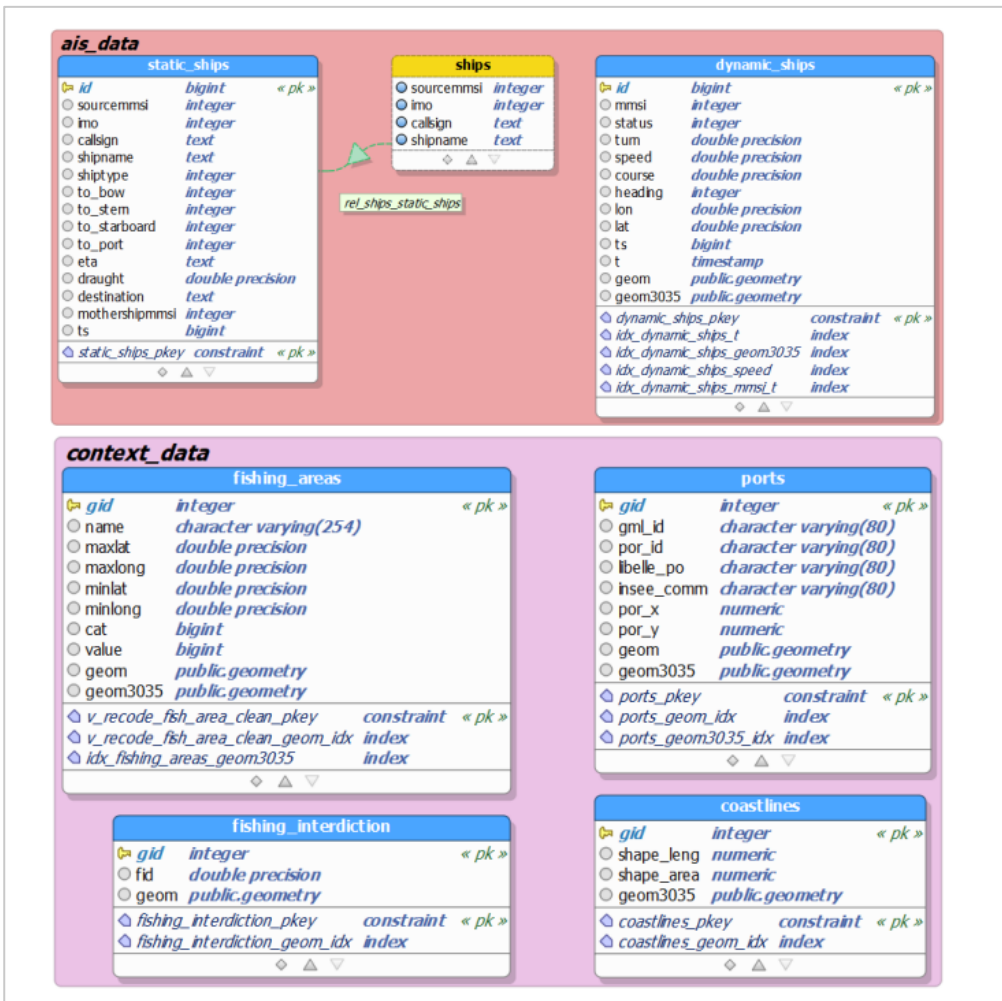 ais_data
static_ships
id bigint « pk »
sourcemmsi integer
imo integer
callsign text
shipname text
shiptype integer
to_bow integer
to_stern integer
to_starboard integer
to_port integer
eta text
draught double precision
destination text
mothershipmmsi integer
ts bigint
static_ships_pkey constraint « pk »
ships
sourcemmsi integer
imo integer
callsign text
shipname text
rel_ships_static_ships
dynamic_ships
id bigint « pk »
mmsi integer
status integer
turn double precision
speed double precision
course double precision
heading integer
lon double precision
lat double precision
ts bigint
t timestamp
geom public.geometry
geom3035 public.geometry
dynamic_ships_pkey constraint « pk »
idx_dynamic_ships_t index
idx_dynamic_ships_geom3035 index
idx_dynamic_ships_speed index
idx_dynamic_ships_mmsi_t index
context_data
fishing_areas
gid integer « pk »
name character varying(254)
maxlat double precision
maxlong double precision
minlat double precision
minlong double precision
cat bigint
value bigint
geom public.geometry
geom3035 public.geometry
v_recode_fish_area_clean_pkey constraint « pk »
v_recode_fish_area_clean_geom_idx index
idx_fishing_areas_geom3035 index
ports
gid integer « pk »
gml_id character varying(80)
por_id character varying(80)
libelle_po character varying(80)
insee_comm character varying(80)
por_x numeric
por_y numeric
geom public.geometry
geom3035 public.geometry
ports_pkey constraint « pk »
ports_geom_idx index
ports_geom3035_idx index
fishing_interdiction
gid integer « pk »
fid double precision
geom public.geometry
fishing_interdiction_pkey constraint « pk »
fishing_interdiction_geom_idx index
coastlines
gid integer « pk »
shape_leng numeric
shape_area numeric
geom3035 public.geometry
coastlines_pkey constraint « pk »
coastlines_geom_idx index